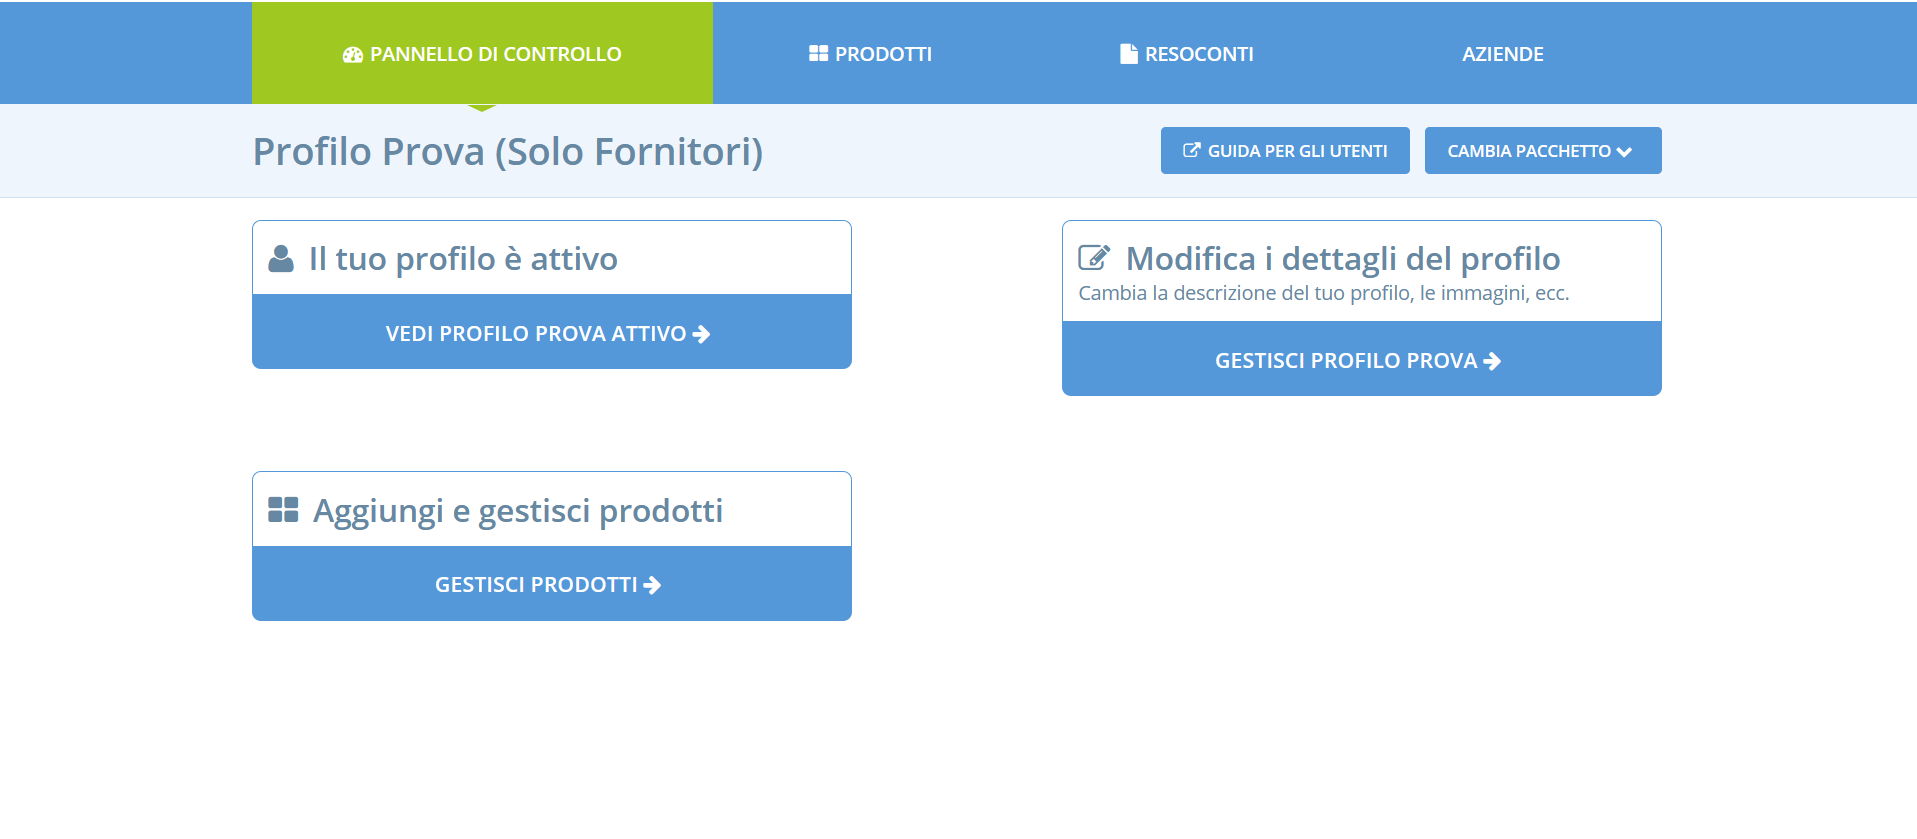 PANNELLO DI CONTROLLO
PRODOTTI
RESOCONTI
AZIENDE
Profilo Prova (Solo Fornitori)
GUIDA PER GLI UTENTI
CAMBIA PACCHETTO
Il tuo profilo è attivo
VEDI PROFILO PROVA ATTIVO
Modifica i dettagli del profilo
Cambia la descrizione del tuo profilo, le immagini, ecc.
GESTISCI PROFILO PROVA
Aggiungi e gestisci prodotti
GESTISCI PRODOTTI